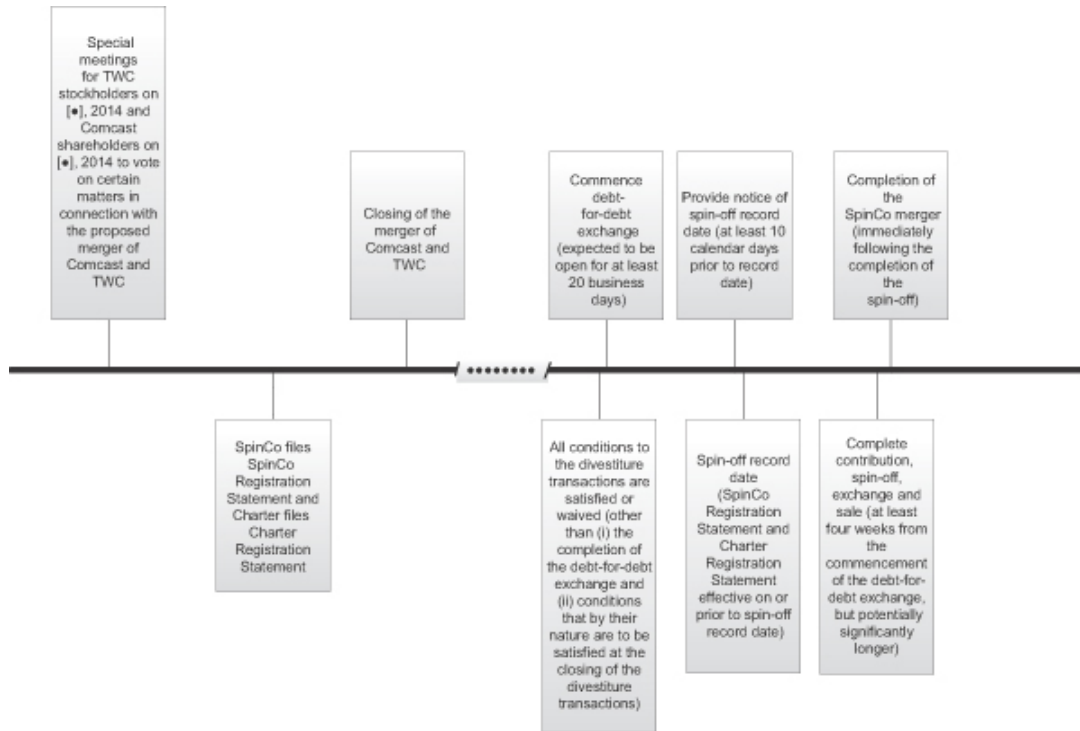 Special
meetings
for TWC
stockholders on
[●], 2014 and
Comcast
shareholders on
[●], 2014 to vote
on certain
matters in
connection with
the proposed
merger of
Comcast and
TWC
Closing of the
merger of
Comcast and
TWC
Commence
debt-
for-debt
exchange
(expected to be
open for at least
20 business
days)
Provide notice of
spin-off record
date (at least 10
calendar days
prior to record
date)
Completion of
the
SpinCo merger
(immediately
following the
completion of
the
spin-off)
SpinCo files
SpinCo
Registration
Statement and
Charter files
Charter
Registration
Statement
All conditions to
the divestiture
transactions are
satisfied or
waived (other
than (i) the
completion of
the debt-for-debt
exchange and
(ii) conditions
that by their
nature are to be
satisfied at the
closing of the
divestiture
transactions)
Spin-off record
date
(SpinCo
Registration
Statement and
Charter
Registration
Statement
effective on or
prior to spin-off
record date)
Complete
contribution,
spin-off,
exchange and
sale (at least
four weeks from
the
commencement
of the debt-for-
debt exchange,
but potentially
significantly
longer)